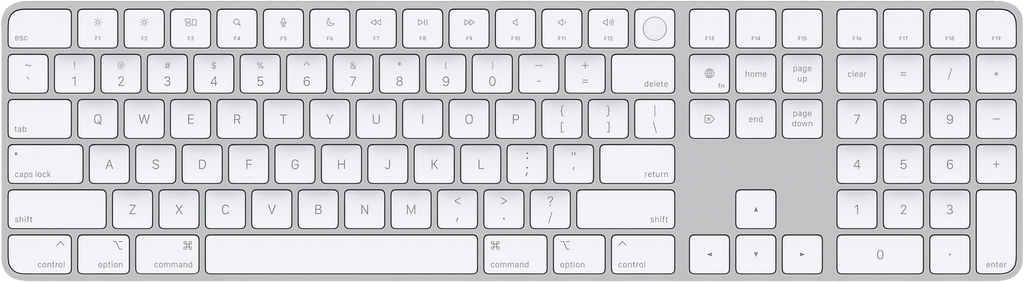 esc F1 F2 F3 F4 F5 F6 F7 F8 F9 F10 F11 F12 F13 F14 F15 F16 F17 F18 F19
~ ` ! 1 @ 2 # 3 $ 4 % 5 ^ 6 & 7 * 8 ( 9 ) 0 — - + = delete fn home page up clear = / *
tab Q W E R T Y U I O P { [ } ] | \ end page down 7 8 9 −
caps lock A S D F G H J K L : ; " ' return 4 5 6 +
shift Z X C V B N M < , > . ? / shift 1 2 3
control option command command option control 0 . enter